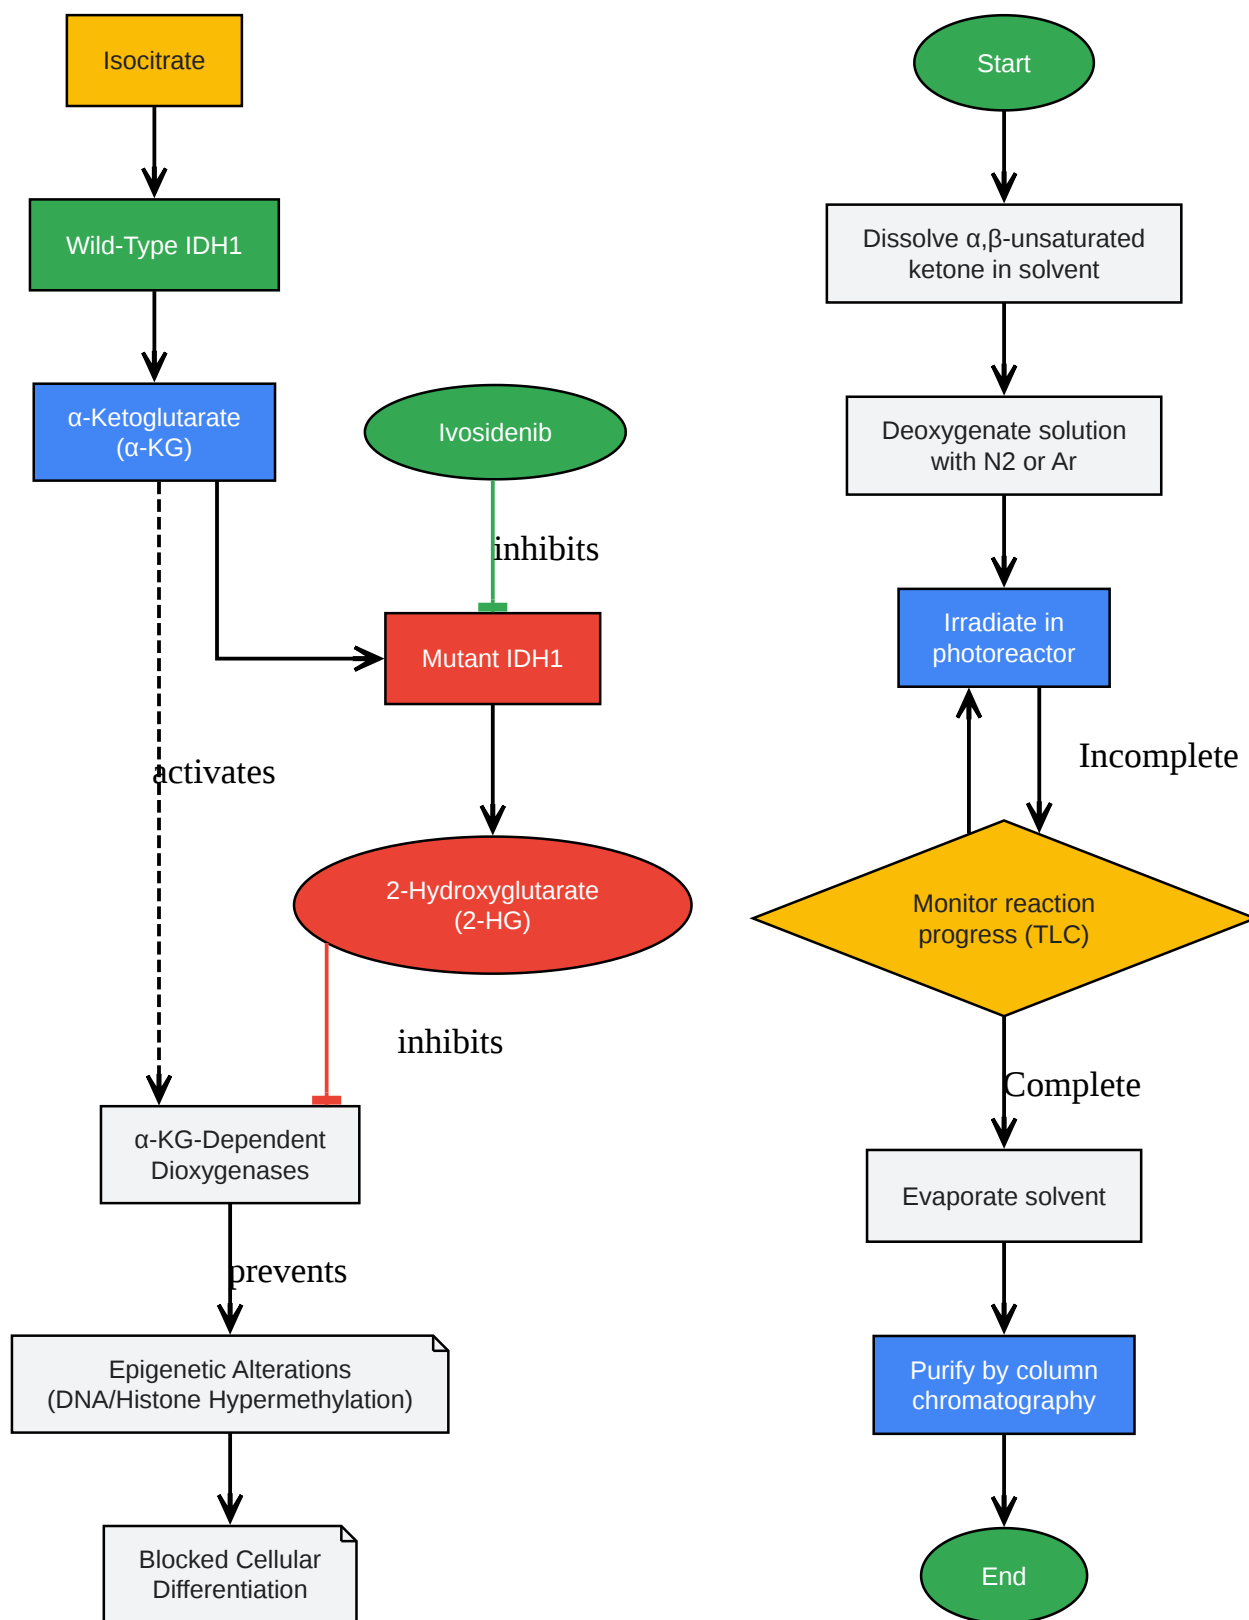 Isocitrate
Wild-Type IDH1
α-Ketoglutarate
(α-KG)
Ivosidenib
inhibits
Mutant IDH1
activates
2-Hydroxyglutarate
(2-HG)
inhibits
α-KG-Dependent
Dioxygenases
prevents
Epigenetic Alterations
(DNA/Histone Hypermethylation)
Blocked Cellular
Differentiation
Start
Dissolve α,β-unsaturated
ketone in solvent
Deoxygenate solution
with N2 or Ar
Irradiate in
photoreactor
Incomplete
Monitor reaction
progress (TLC)
Complete
Evaporate solvent
Purify by column
chromatography
End